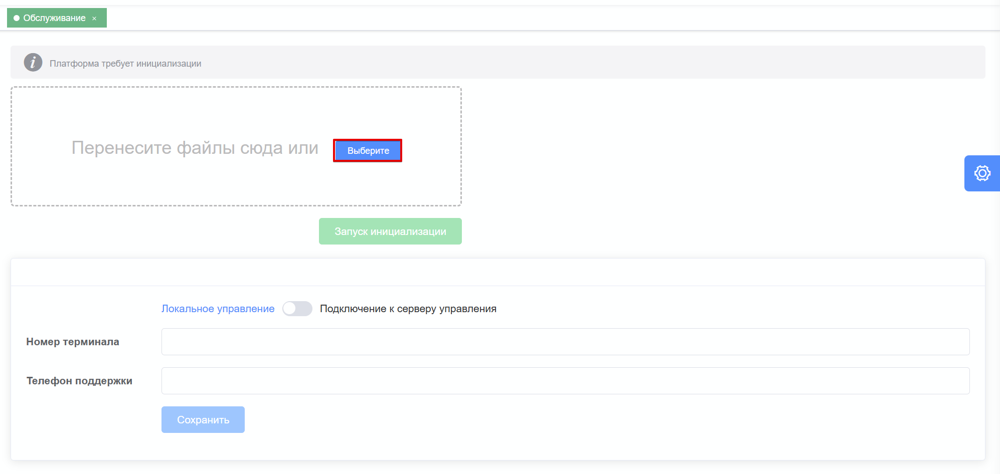 Обслуживание ×
Платформа требует инициализации
Перенесите файлы сюда или Выберите
Запуск инициализации
Локальное управление Подключение к серверу управления
Номер терминала
Телефон поддержки
Сохранить